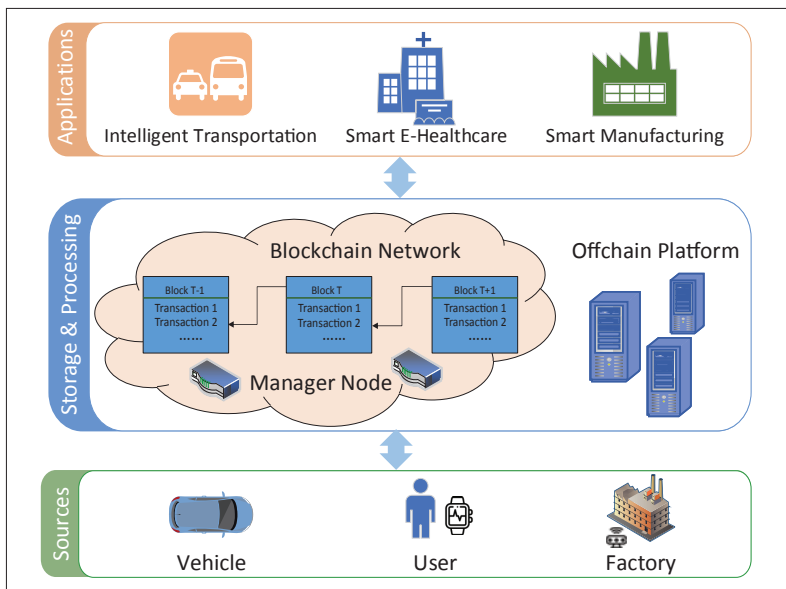 Applications
Intelligent Transportation
Smart E-Healthcare
Smart Manufacturing
Storage & Processing
Blockchain Network
Offchain Platform
Block T-1
Transaction 1
Transaction 2
......
Block T
Transaction 1
Transaction 2
......
Block T+1
Transaction 1
Transaction 2
......
Manager Node
Sources
Vehicle
User
Factory